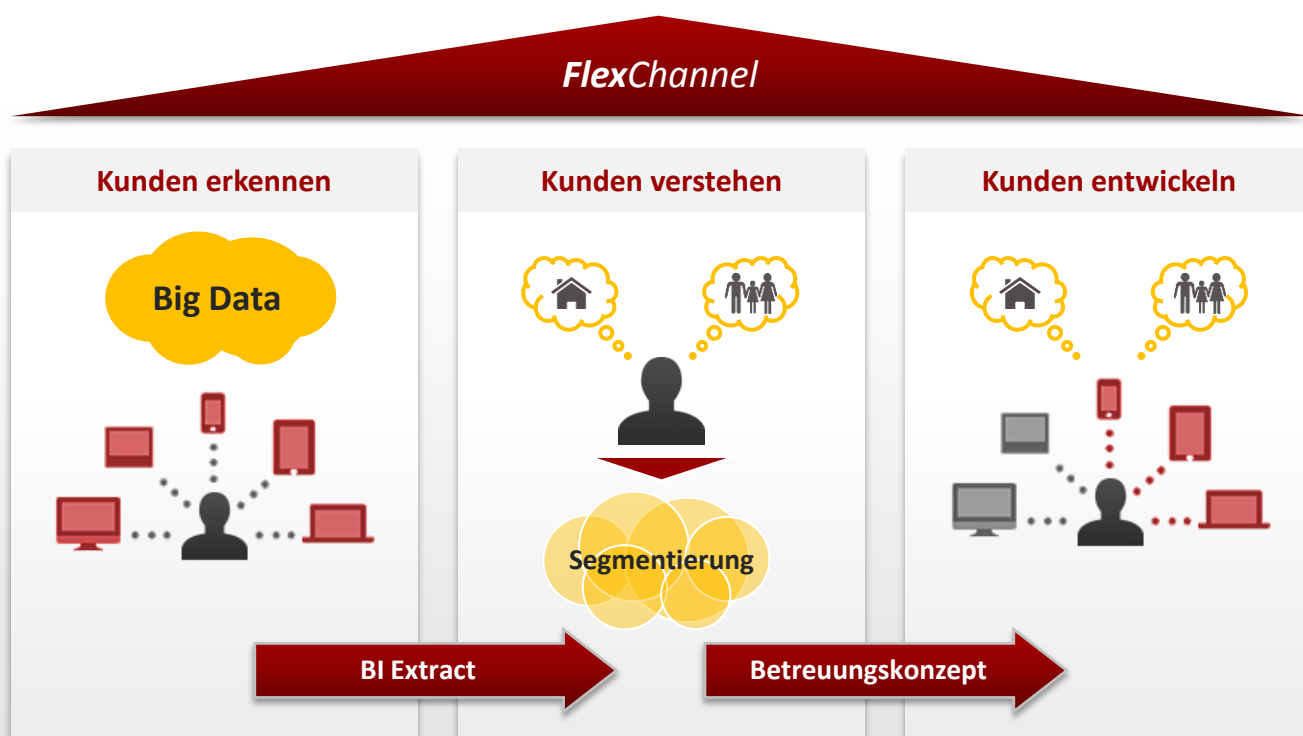 FlexChannel
Kunden erkennen
Kunden verstehen
Kunden entwickeln
Big Data
Segmentierung
BI Extract
Betreuungskonzept